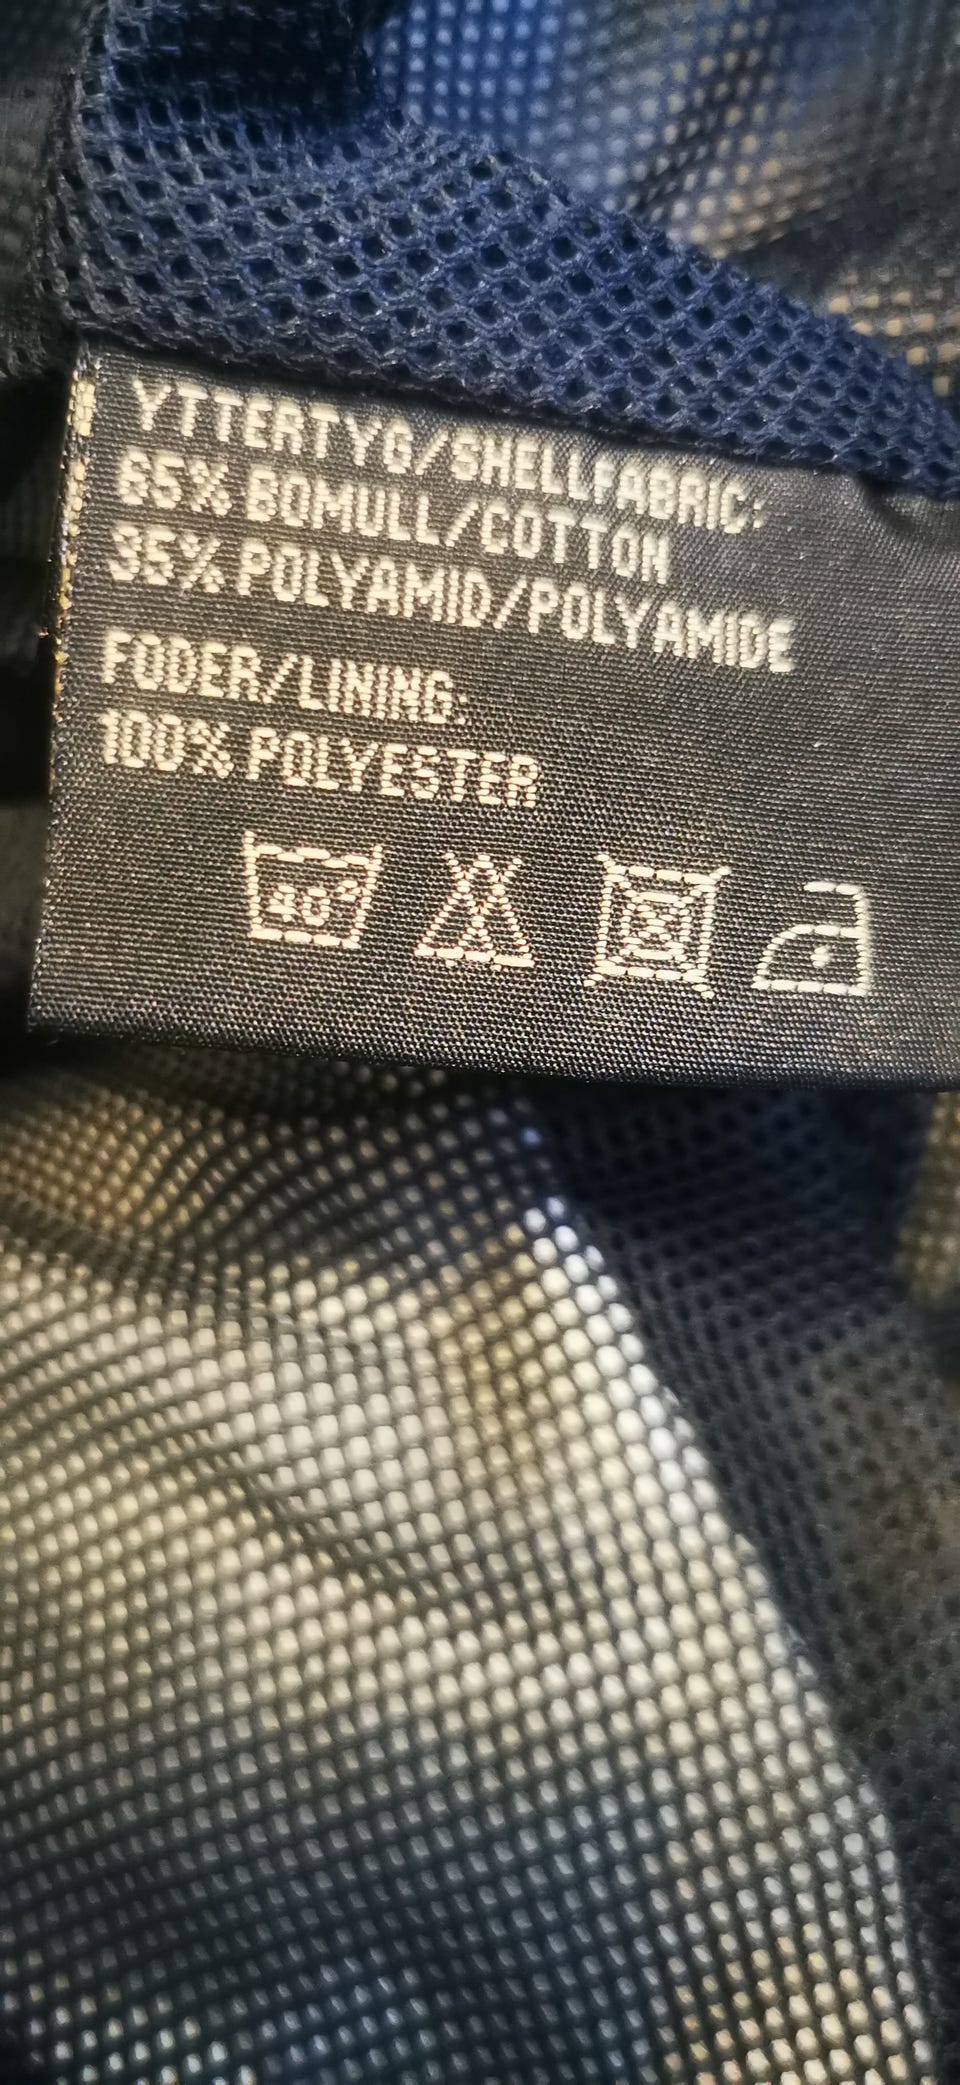 YTTERTYG/SHELLFABRIC:
65% BOMULL/COTTON
35% POLYAMID/POLYAMIDE
FODER/LINING:
100% POLYESTER
40°